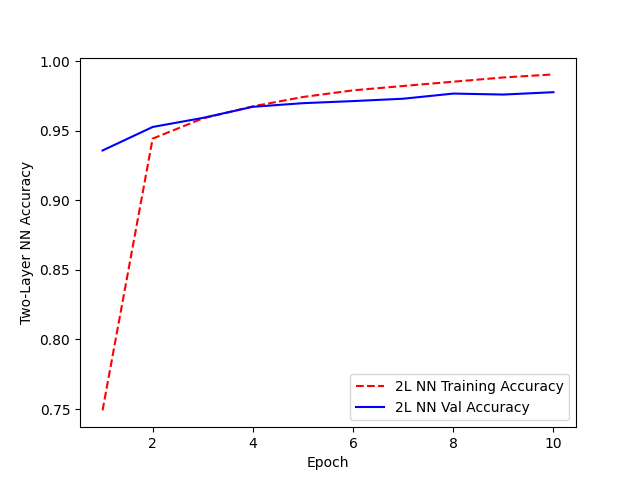 1.00
0.95
0.90
0.85
0.80
0.75
Two-Layer NN Accuracy
2L NN Training Accuracy
2L NN Val Accuracy
2 4 6 8 10
Epoch